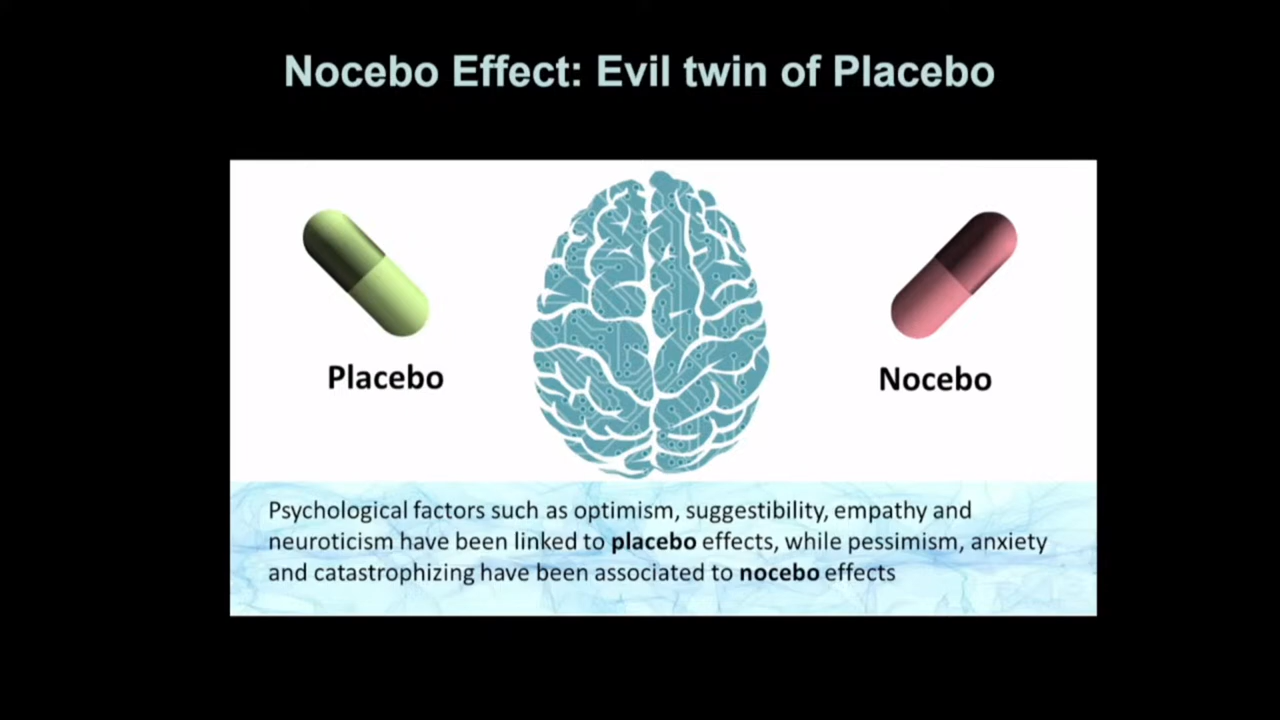 Nocebo Effect: Evil twin of Placebo
Placebo
Nocebo
Psychological factors such as optimism, suggestibility, empathy and
neuroticism have been linked to placebo effects, while pessimism, anxiety
and catastrophizing have been associated to nocebo effects